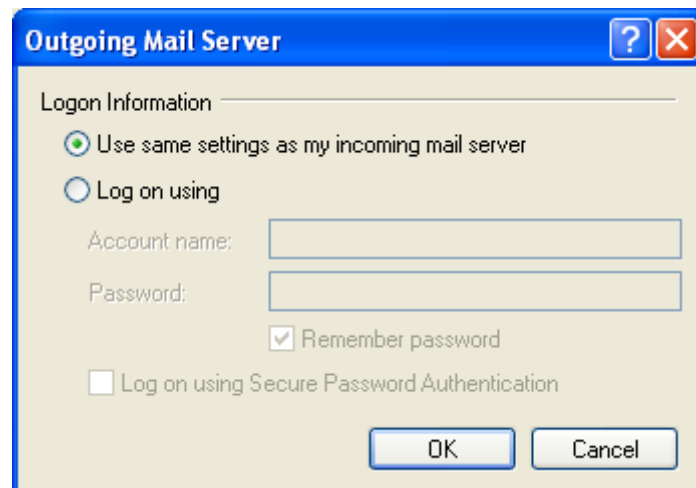 Outgoing Mail Server
Logon Information
Use same settings as my incoming mail server
Log on using
Account name:
Password:
Remember password
Log on using Secure Password Authentication
OK Cancel